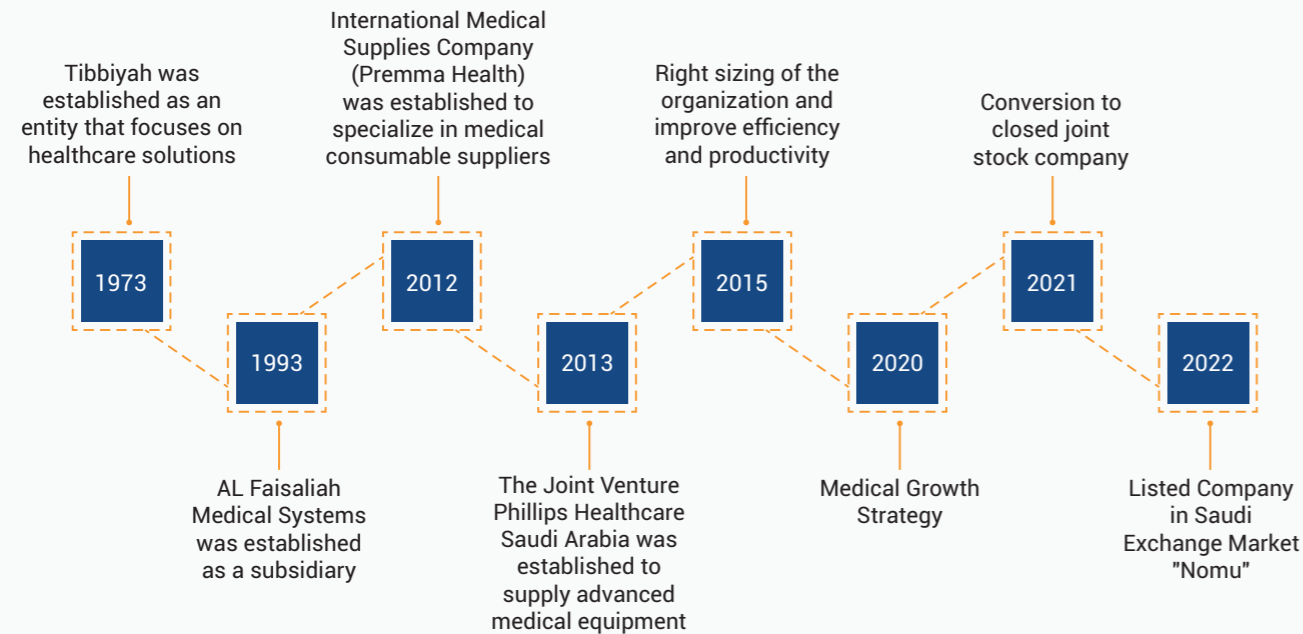 Tibbiyah was
established as an
entity that focuses on
healthcare solutions
1973
1993
AL Faisaliah
Medical Systems
was established
as a subsidiary
International Medical
Supplies Company
(Premma Health)
was established to
specialize in medical
consumable suppliers
2012
2013
The Joint Venture
Phillips Healthcare
Saudi Arabia was
established to
supply advanced
medical equipment
Right sizing of the
organization and
improve efficiency
and productivity
2015
2020
Medical Growth
Strategy
Conversion to
closed joint
stock company
2021
2022
Listed Company
in Saudi
Exchange Market
"Nomu"